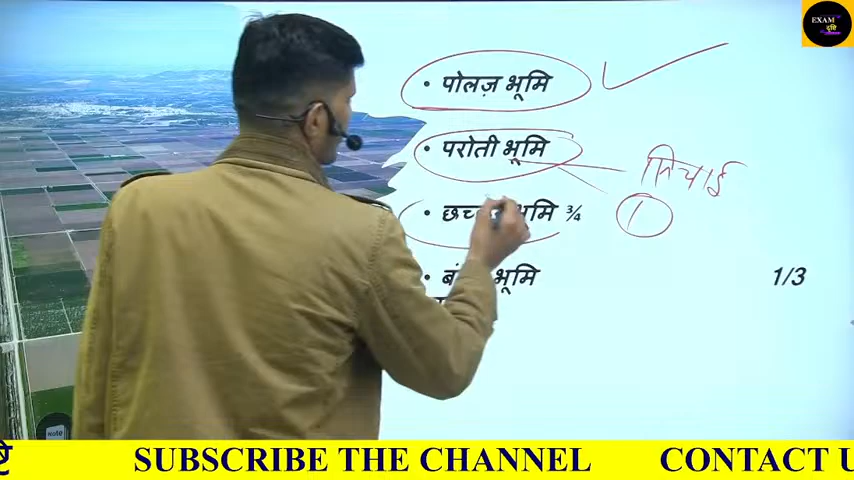 EXAM
दृष्टि
• पोलज़ भूमि
• परोती भूमि
सिंचाई
1
भूमि ¾
• भूमि 1/3
SUBSCRIBE THE CHANNEL CONTACT U